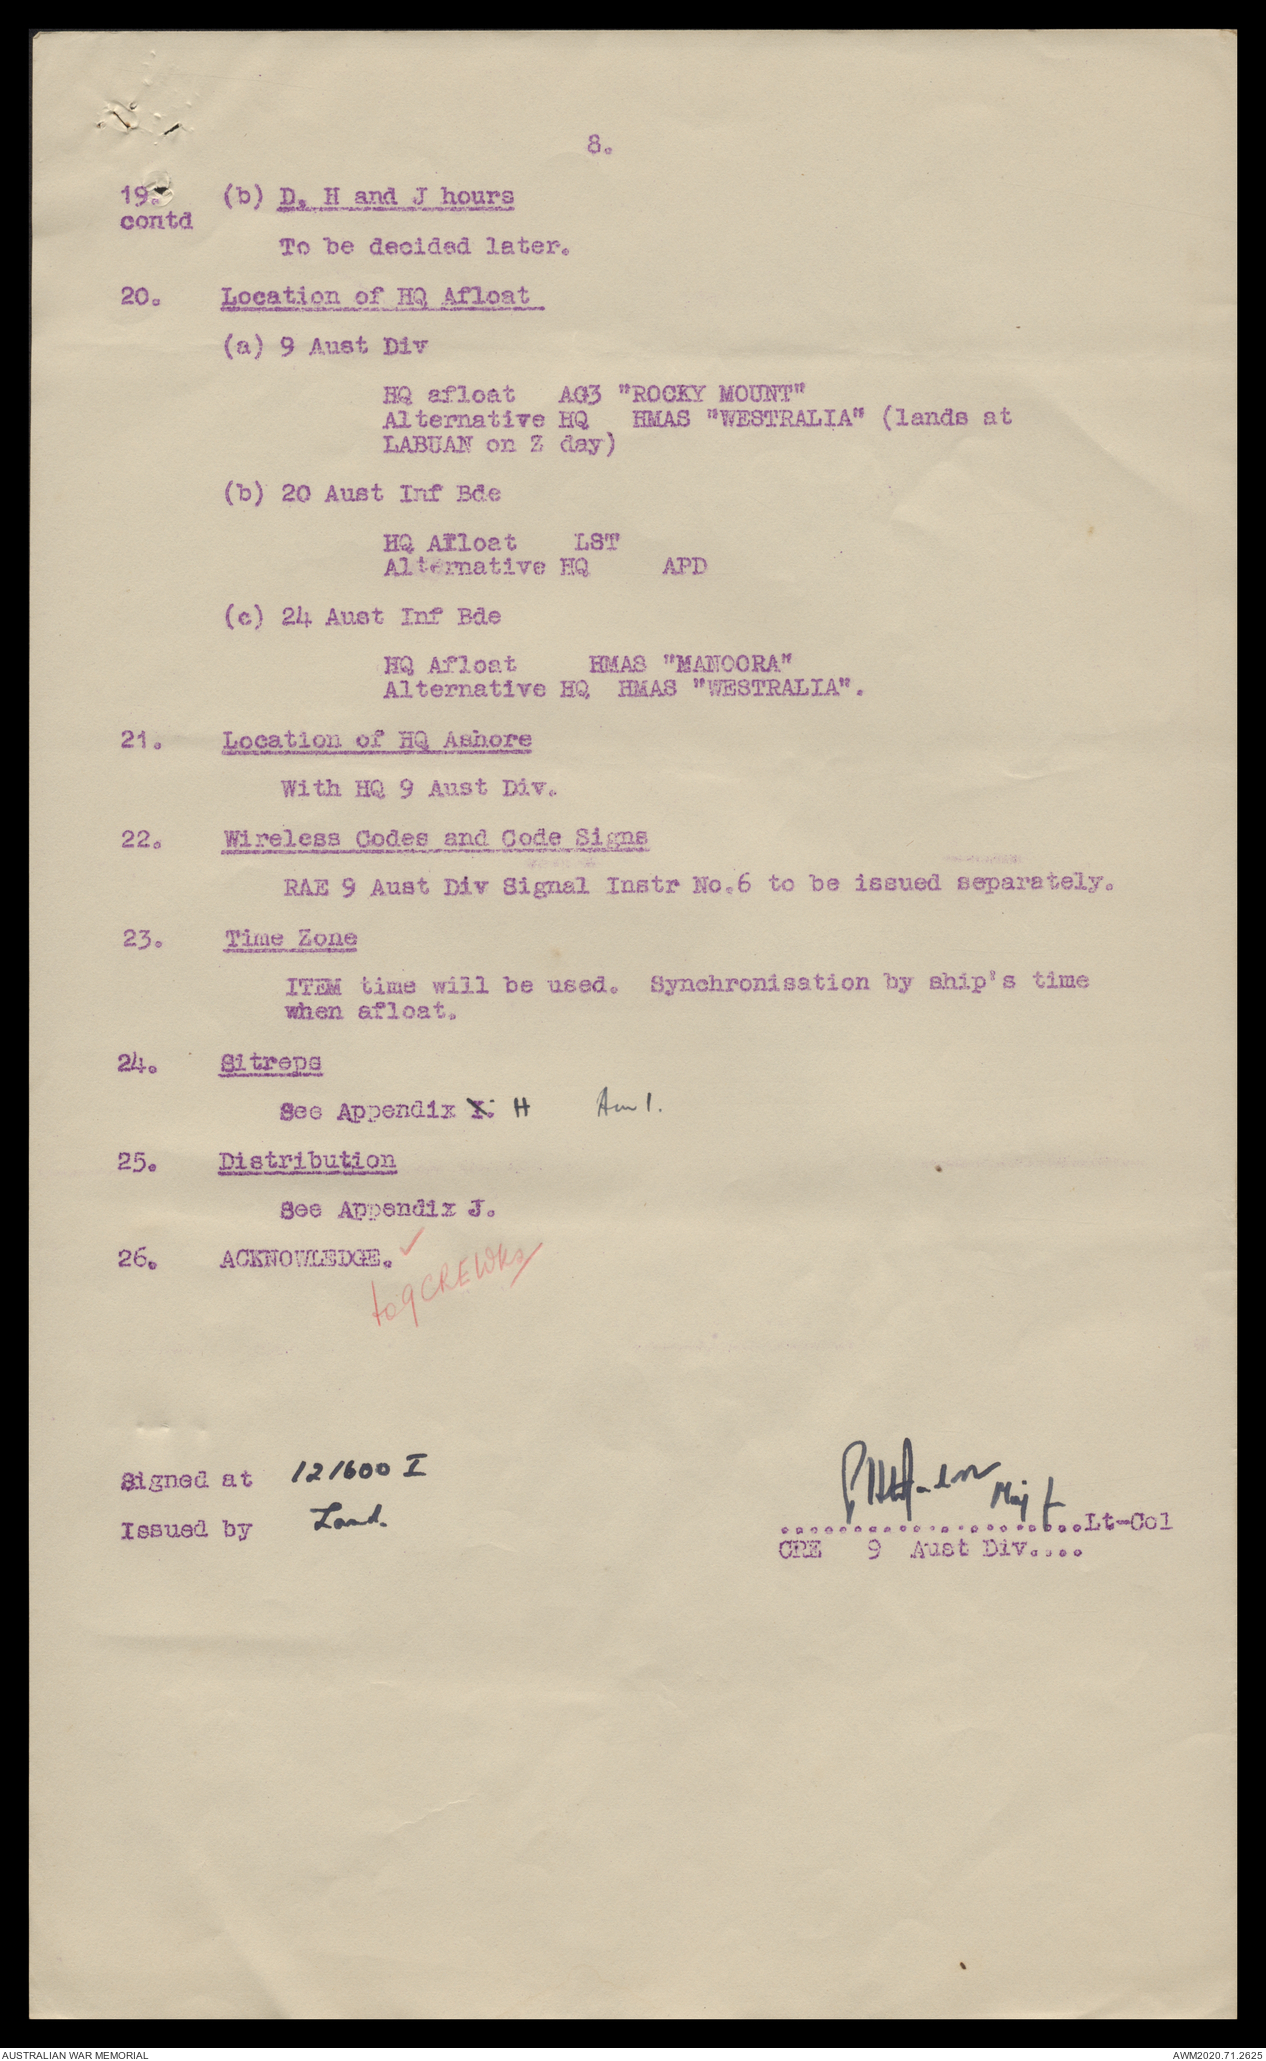 8.
19.    (b) D, H and J hours
contd
To be decided later.
20.    Location of HQ Afloat
(a) 9 Aust Div
HQ afloat   AG3 "ROCKY MOUNT"
Alternative HQ   HMAS "WESTRALIA" (lands at
LABUAN on Z day)
(b) 20 Aust Inf Bde
HQ Afloat    LST
Alternative HQ     APD
(c) 24 Aust Inf Bde
HQ Afloat     HMAS "MANOORA"
Alternative HQ  HMAS "WESTRALIA".
21.    Location of HQ Ashore
With HQ 9 Aust Div.
22.    Wireless Codes and Code Signs
RAE 9 Aust Div Signal Instr No.6 to be issued separately.
23.    Time Zone
ITEM time will be used.  Synchronisation by ship's time
when afloat.
24.    Sitreps
See Appendix I. H    Am 1.
25.    Distribution
See Appendix J.
26.    ACKNOWLEDGE.
to 9 CRE Wks
Signed at   121600 I
Maj
Issued by    Land.
.....................Lt-Col
CRE   9  Aust Div....
AUSTRALIAN WAR MEMORIAL
AWM2020.71.2625